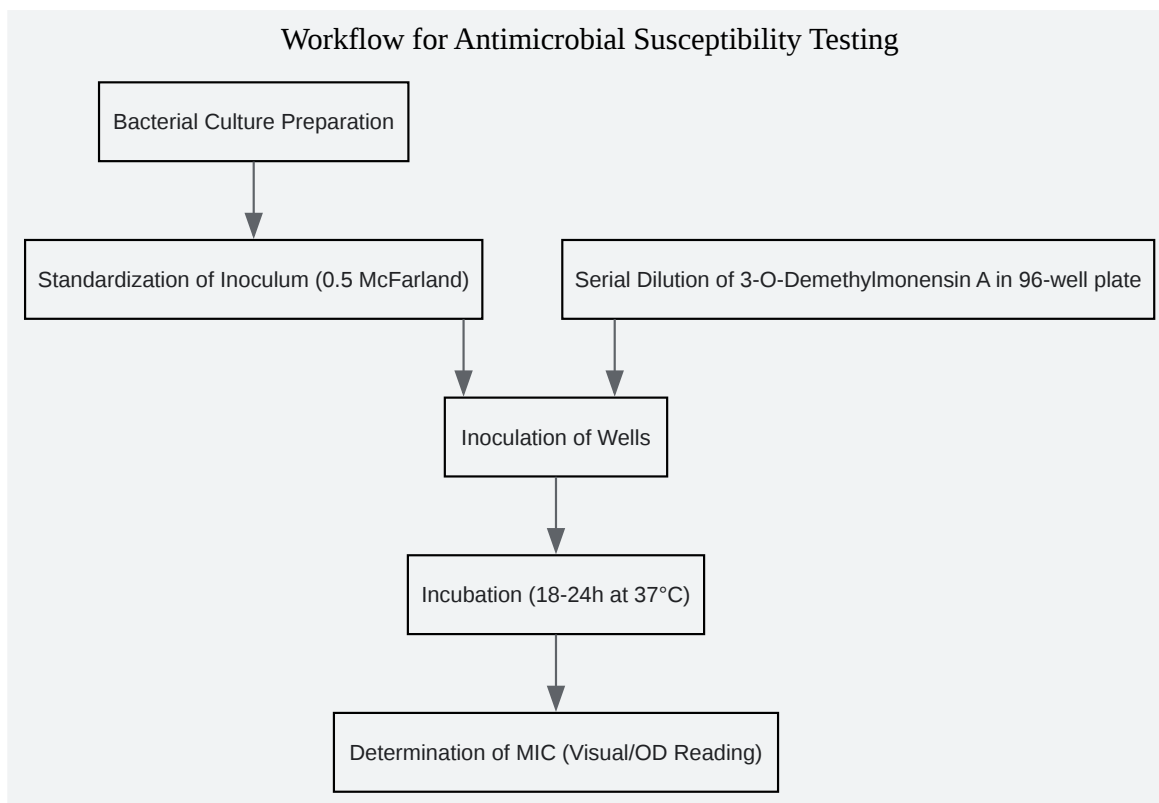 Workflow for Antimicrobial Susceptibility Testing
Bacterial Culture Preparation
Standardization of Inoculum (0.5 McFarland)
Serial Dilution of 3-O-Demethylmonensin A in 96-well plate
Inoculation of Wells
Incubation (18-24h at 37°C)
Determination of MIC (Visual/OD Reading)